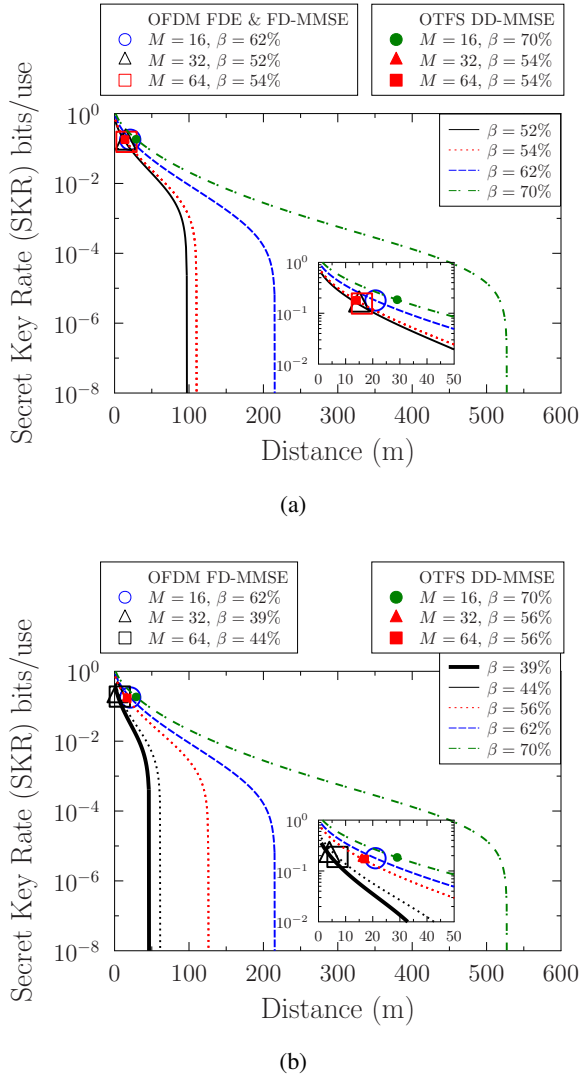 OFDM FDE & FD-MMSE
M = 16, β = 62%
M = 32, β = 52%
M = 64, β = 54%
OTFS DD-MMSE
M = 16, β = 70%
M = 32, β = 54%
M = 64, β = 54%
Secret Key Rate (SKR) bits/use
10^0
10^−2
10^−4
10^−6
10^−8
β = 52%
β = 54%
β = 62%
β = 70%
10^0
10^−1
10^−2
0 10 20 30 40 50
0 100 200 300 400 500 600
Distance (m)
(a)
OFDM FD-MMSE
M = 16, β = 62%
M = 32, β = 39%
M = 64, β = 44%
OTFS DD-MMSE
M = 16, β = 70%
M = 32, β = 56%
M = 64, β = 56%
Secret Key Rate (SKR) bits/use
10^0
10^−2
10^−4
10^−6
10^−8
β = 39%
β = 44%
β = 56%
β = 62%
β = 70%
10^0
10^−1
10^−2
0 10 20 30 40 50
0 100 200 300 400 500 600
Distance (m)
(b)